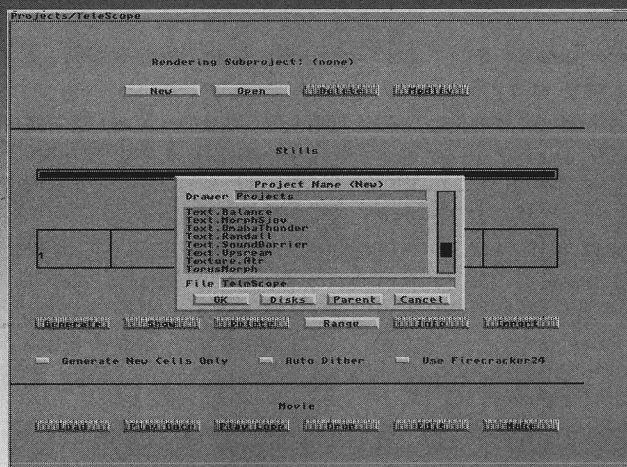 Projects/TeleScope
Rendering Subproject: (none)
New Open Delete Modify
Stills
Project Name (New)
Drawer Projects
Text.Balance
Text.MorphSjov
Text.OmahaThunder
Text.Randall
Text.SoundBarrier
Text.Upsream
Texture.Atr
TorusMorph
1
File TeleScope
OK Disks Parent Cancel
Generate Show Delete Range Info Import
Generate New Cells Only Auto Dither Use Firecracker24
Movie
Load Play Once Play Loop Drop Edit Make